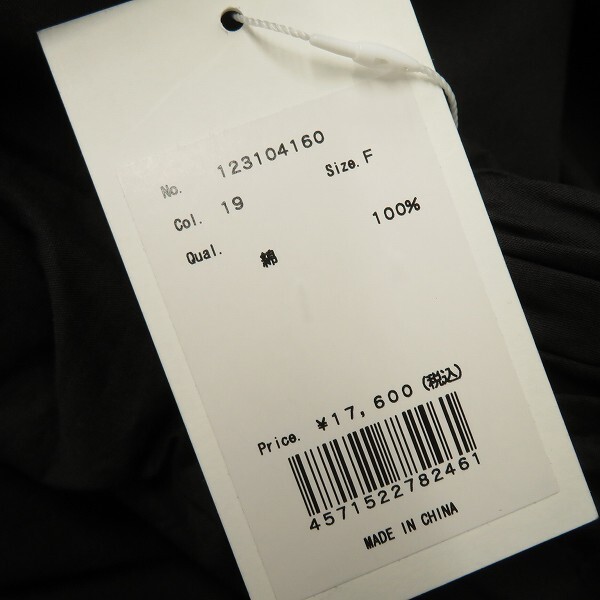 No. 123104160
Col. 19 Size. F
Qual. 綿 100%
Price. ¥17,600(税込)
4571522782461
MADE IN CHINA